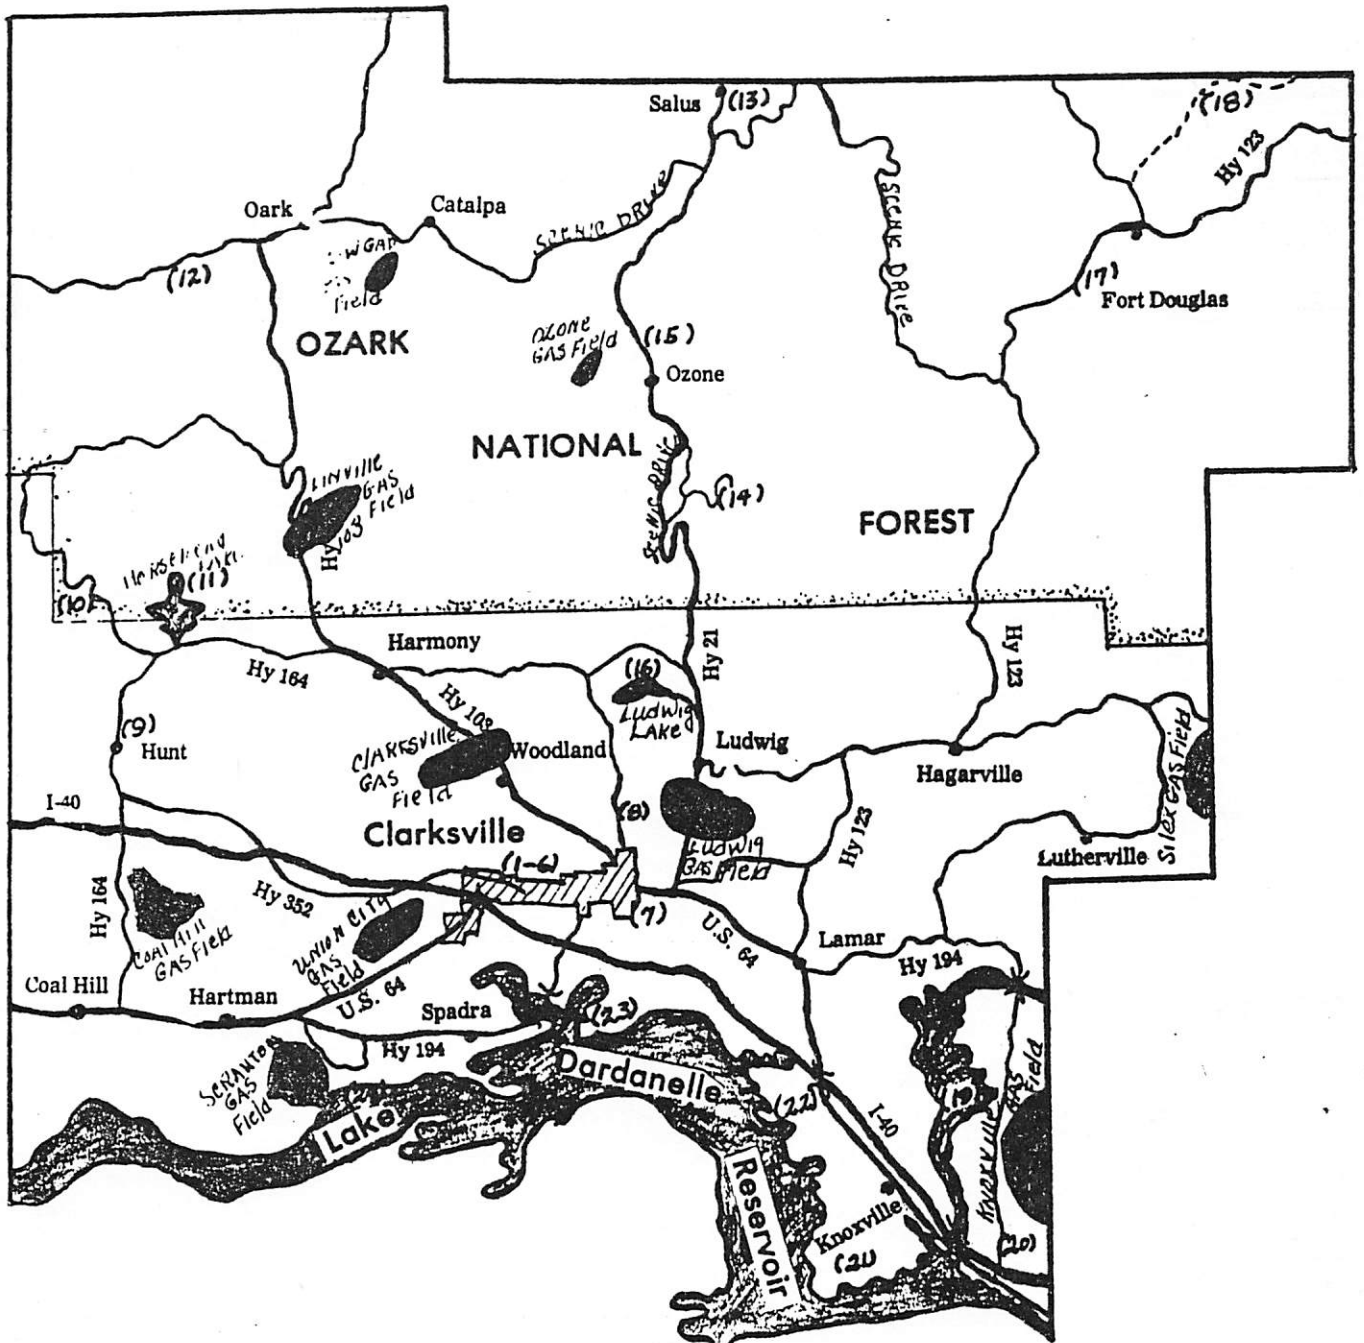 Salus
(13)
(18)
Hy 123
Oark
Catalpa
SCENIC DRIVE
SCENIC DRIVE
(12)
GAP
Field
(17)
Fort Douglas
OZARK
OZONE
GAS Field
(15)
Ozone
NATIONAL
LINVILLE
GAS
Field
Hy 103
SCENIC DRIVE
(14)
FOREST
(11)
(10)
Harmony
Hy 164
Hy 21
Hy 123
(16)
LUDWIG
LAKE
Hy 103
(9)
Hunt
CLARKSVILLE
GAS
Field
Woodland
Ludwig
Hagarville
Silex GAS Field
I-40
Clarksville
(8)
Hy 123
LUDWIG
GAS Field
Lutherville
(1-6)
Hy 164
Hy 352
(7)
U.S. 64
COAL Hill
GAS Field
UNION CITY
GAS
Field
Lamar
Hy 194
Coal Hill
Hartman
U.S. 64
Spadra
(23)
Hy 194
SCRANTON
GAS
Field
Dardanelle
Lake
(22)
I-40
19
KNOXVILLE
GAS Field
Reservoir
Knoxville
(21)
(20)